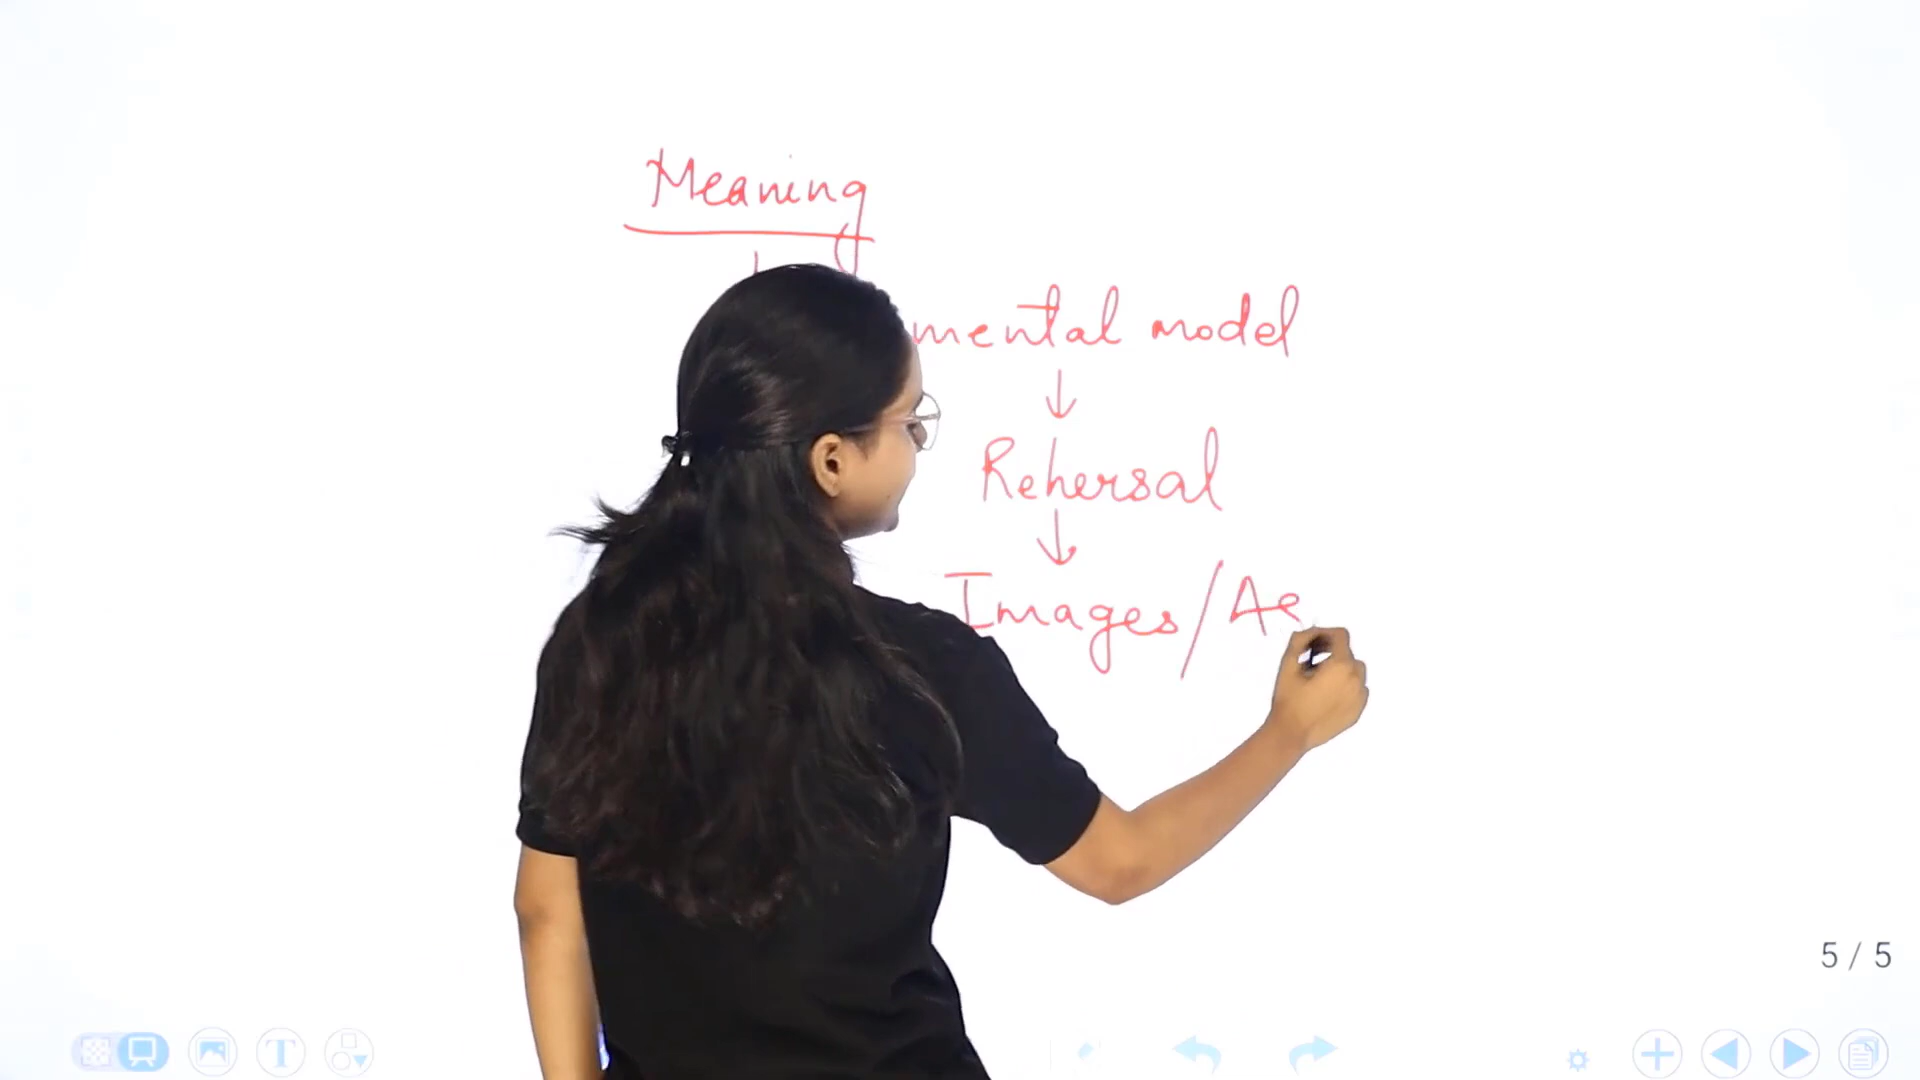 Meaning
mental model
↓
Rehersal
↓
Images/Ae
5 / 5